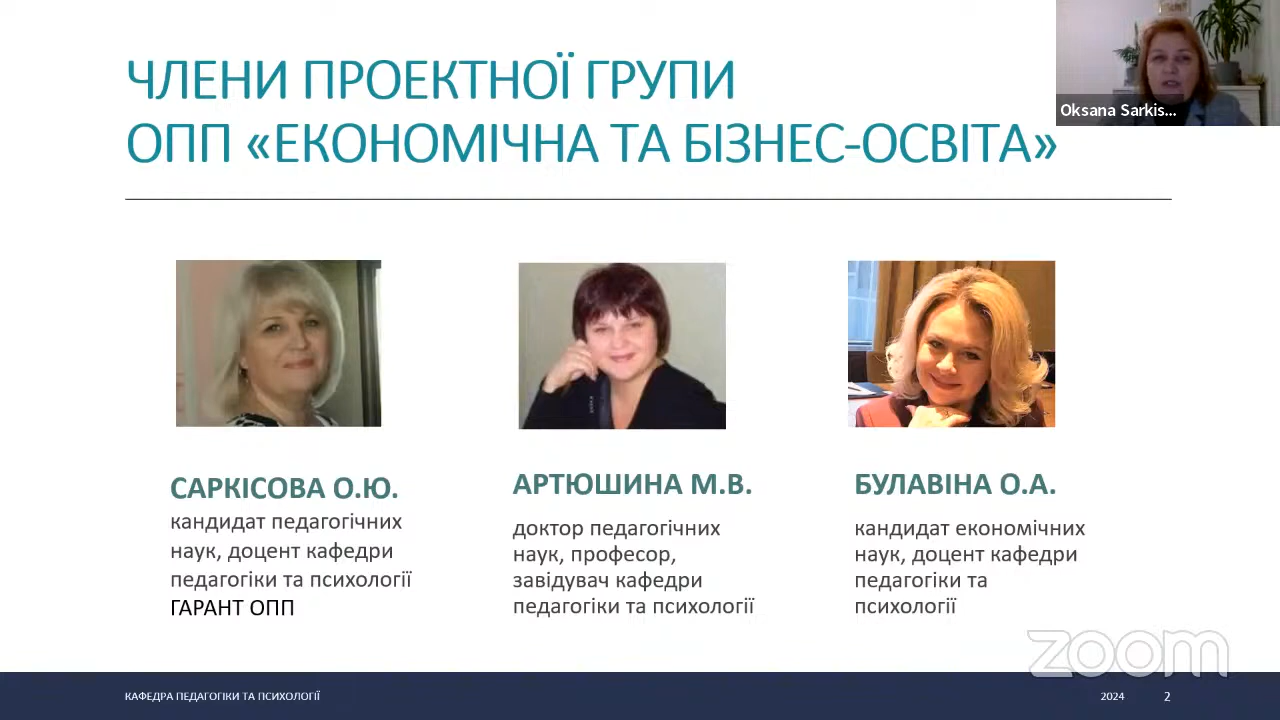 ЧЛЕНИ ПРОЕКТНОЇ ГРУПИ
ОПП «ЕКОНОМІЧНА ТА БІЗНЕС-ОСВІТА»
Oksana Sarkis...
САРКІСОВА О.Ю.
кандидат педагогічних
наук, доцент кафедри
педагогіки та психології
ГАРАНТ ОПП
АРТЮШИНА М.В.
доктор педагогічних
наук, професор,
завідувач кафедри
педагогіки та психології
БУЛАВІНА О.А.
кандидат економічних
наук, доцент кафедри
педагогіки та
психології
zoom
КАФЕДРА ПЕДАГОГІКИ ТА ПСИХОЛОГІЇ
2024
2